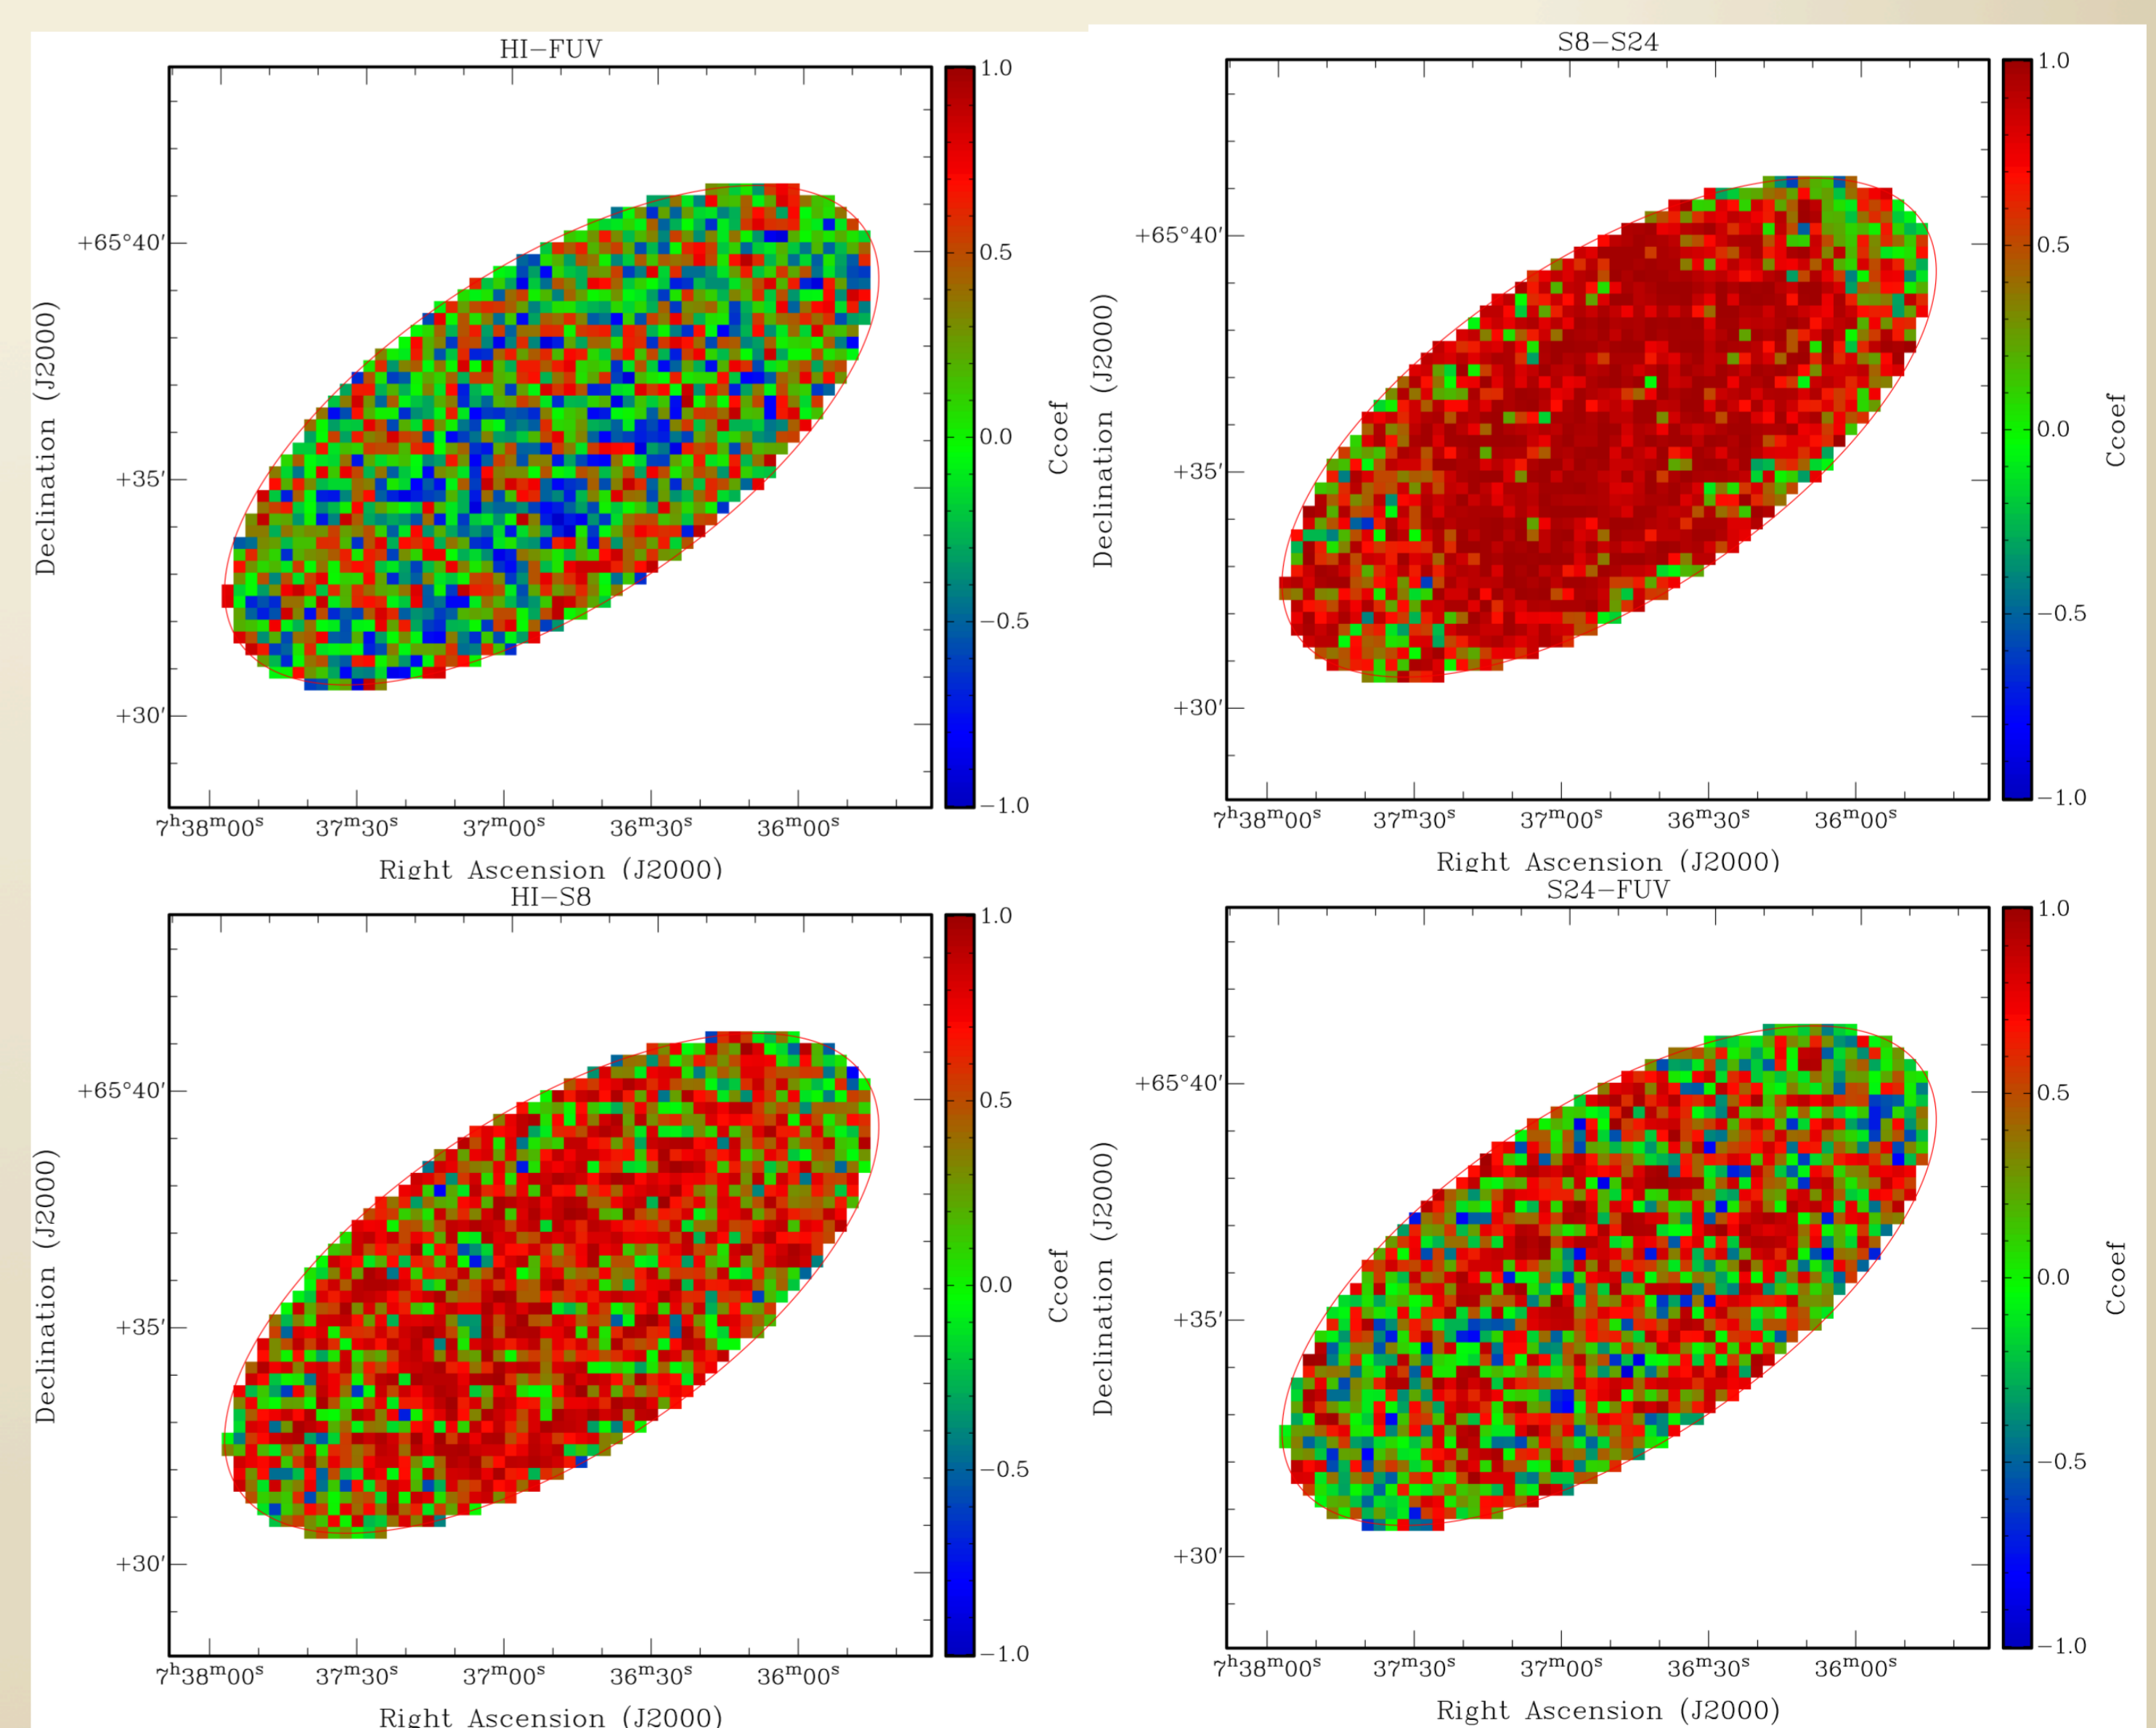 HI−FUV
1.0
0.5
0.0
−0.5
−1.0
Ccoef
+65°40′
+35′
+30′
Declination (J2000)
7ʰ38ᵐ00ˢ 37ᵐ30ˢ 37ᵐ00ˢ 36ᵐ30ˢ 36ᵐ00ˢ
Right Ascension (J2000)
S8−S24
1.0
0.5
0.0
−0.5
−1.0
Ccoef
+65°40′
+35′
+30′
Declination (J2000)
7ʰ38ᵐ00ˢ 37ᵐ30ˢ 37ᵐ00ˢ 36ᵐ30ˢ 36ᵐ00ˢ
Right Ascension (J2000)
HI−S8
1.0
0.5
0.0
−0.5
−1.0
Ccoef
+65°40′
+35′
+30′
Declination (J2000)
7ʰ38ᵐ00ˢ 37ᵐ30ˢ 37ᵐ00ˢ 36ᵐ30ˢ 36ᵐ00ˢ
Right Ascension (J2000)
S24−FUV
1.0
0.5
0.0
−0.5
−1.0
Ccoef
+65°40′
+35′
+30′
Declination (J2000)
7ʰ38ᵐ00ˢ 37ᵐ30ˢ 37ᵐ00ˢ 36ᵐ30ˢ 36ᵐ00ˢ
Right Ascension (J2000)